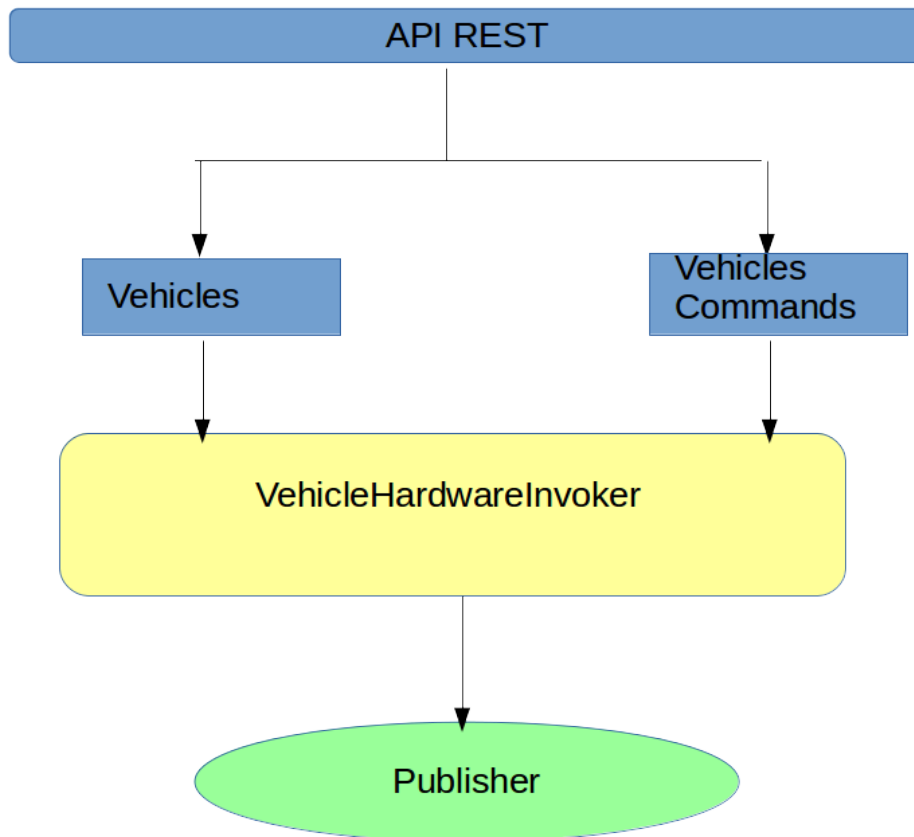 API REST
Vehicles
Vehicles
Commands
VehicleHardwareInvoker
Publisher